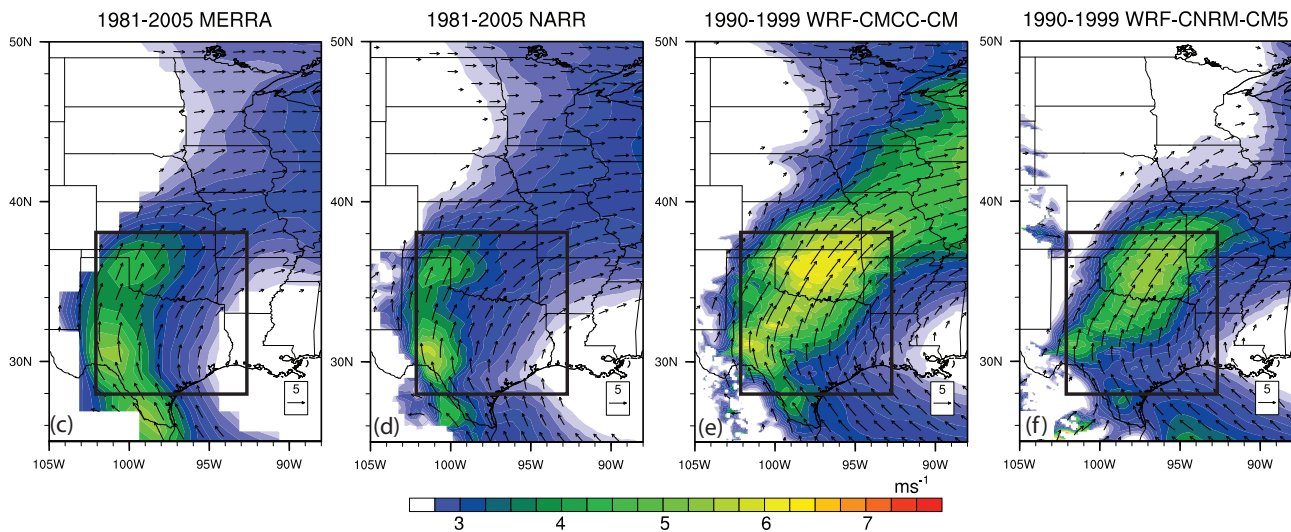 1981-2005 MERRA 1981-2005 NARR 1990-1999 WRF-CMCC-CM 1990-1999 WRF-CNRM-CM5
50N 50N 50N 50N
40N 40N 40N 40N
30N 30N 30N 30N
5 5 5 5
(c) (d) (e) (f)
105W 100W 95W 90W 105W 100W 95W 90W 105W 100W 95W 90W 105W 100W 95W 90W
ms⁻¹
3 4 5 6 7